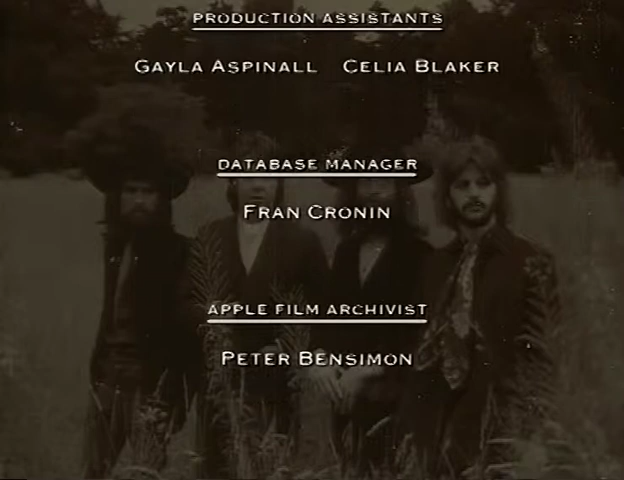 PRODUCTION ASSISTANTS
GAYLA ASPINALL CELIA BLAKER
DATABASE MANAGER
FRAN CRONIN
APPLE FILM ARCHIVIST
PETER BENSIMON